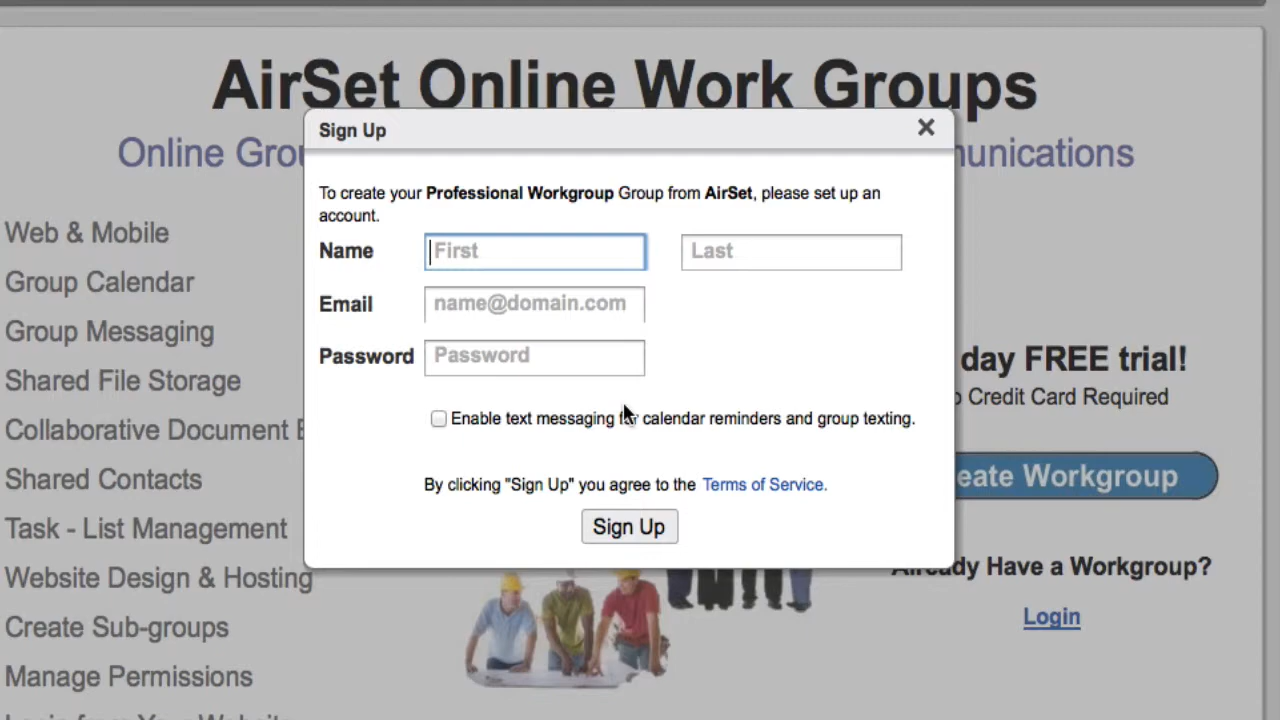 AirSet Online Work Groups
Sign Up
To create your Professional Workgroup Group from AirSet, please set up an
account.
Name First Last
Email name@domain.com
Password Password
Enable text messaging for calendar reminders and group texting.
By clicking "Sign Up" you agree to the Terms of Service.
Sign Up
Online
Web & Mobile
Group Calendar
Group Messaging
Shared File Storage
Collaborative Document
Shared Contacts
Task - List Management
Website Design & Hosting
Create Sub-groups
Manage Permissions
day FREE trial!
Credit Card Required
Workgroup
Already Have a Workgroup?
Login